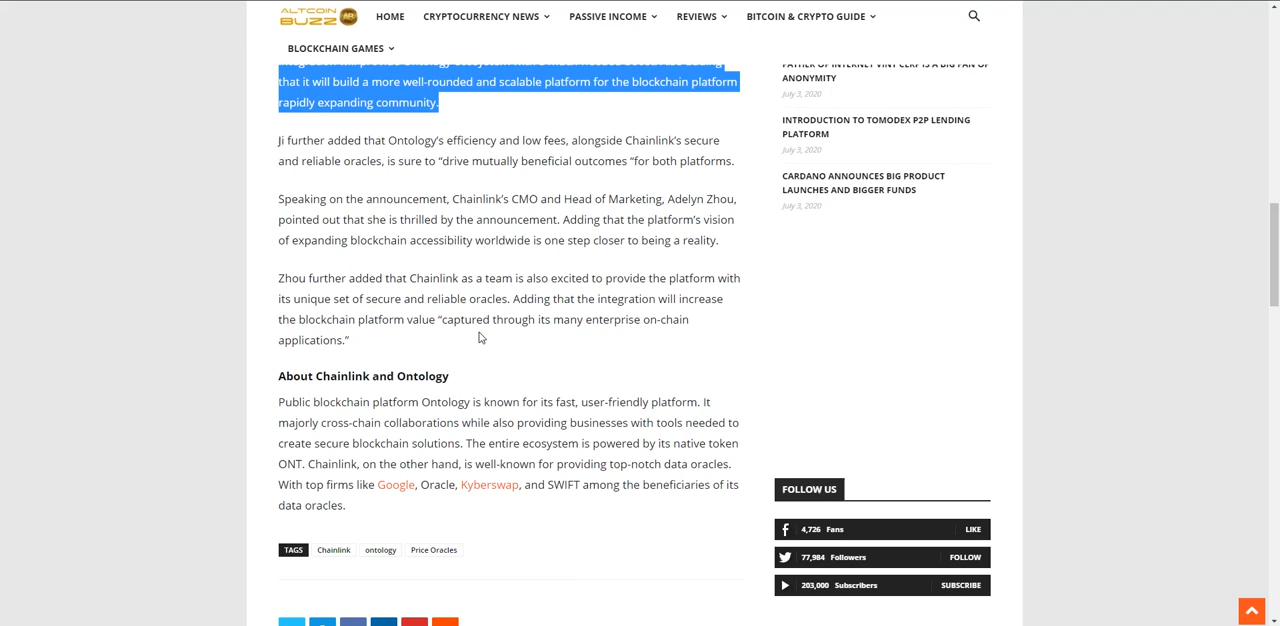 ALTCOIN
BUZZ
HOME
CRYPTOCURRENCY NEWS
PASSIVE INCOME
REVIEWS
BITCOIN & CRYPTO GUIDE
BLOCKCHAIN GAMES
that it will build a more well-rounded and scalable platform for the blockchain platform
rapidly expanding community.
Ji further added that Ontology's efficiency and low fees, alongside Chainlink's secure
and reliable oracles, is sure to “drive mutually beneficial outcomes “for both platforms.
Speaking on the announcement, Chainlink's CMO and Head of Marketing, Adelyn Zhou,
pointed out that she is thrilled by the announcement. Adding that the platform's vision
of expanding blockchain accessibility worldwide is one step closer to being a reality.
Zhou further added that Chainlink as a team is also excited to provide the platform with
its unique set of secure and reliable oracles. Adding that the integration will increase
the blockchain platform value “captured through its many enterprise on-chain
applications.”
About Chainlink and Ontology
Public blockchain platform Ontology is known for its fast, user-friendly platform. It
majorly cross-chain collaborations while also providing businesses with tools needed to
create secure blockchain solutions. The entire ecosystem is powered by its native token
ONT. Chainlink, on the other hand, is well-known for providing top-notch data oracles.
With top firms like Google, Oracle, Kyberswap, and SWIFT among the beneficiaries of its
data oracles.
TAGS Chainlink ontology Price Oracles
FATHER OF INTERNET VINT CERF IS A BIG FAN OF
ANONYMITY
July 3, 2020
INTRODUCTION TO TOMODEX P2P LENDING
PLATFORM
July 3, 2020
CARDANO ANNOUNCES BIG PRODUCT
LAUNCHES AND BIGGER FUNDS
July 3, 2020
FOLLOW US
4,726 Fans LIKE
77,984 Followers FOLLOW
203,000 Subscribers SUBSCRIBE